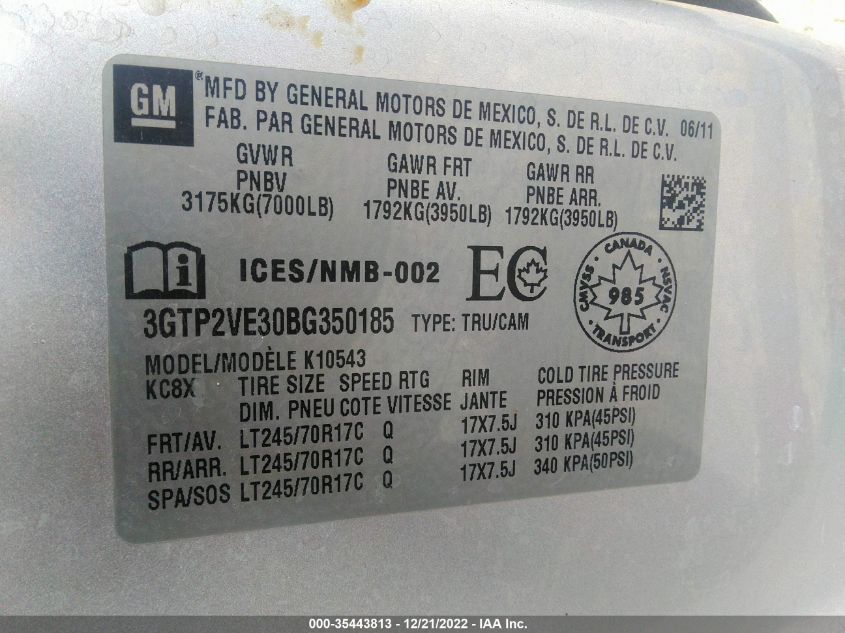 GM ® MFD BY GENERAL MOTORS DE MEXICO, S. DE R.L. DE C.V. 06/11
FAB. PAR GENERAL MOTORS DE MEXICO, S. DE R.L. DE C.V.
GVWR GAWR FRT GAWR RR
PNBV PNBE AV. PNBE ARR.
3175KG(7000LB) 1792KG(3950LB) 1792KG(3950LB)
i ICES/NMB-002 EC
CANADA
CMVSS 985 NSVAC
TRANSPORT
3GTP2VE30BG350185 TYPE: TRU/CAM
MODEL/MODÈLE K10543
KC8X TIRE SIZE SPEED RTG RIM COLD TIRE PRESSURE
DIM. PNEU COTE VITESSE JANTE PRESSION À FROID
FRT/AV. LT245/70R17C Q 17X7.5J 310 KPA(45PSI)
RR/ARR. LT245/70R17C Q 17X7.5J 310 KPA(45PSI)
SPA/SOS LT245/70R17C Q 17X7.5J 340 KPA(50PSI)
000-35443813 - 12/21/2022 - IAA Inc.